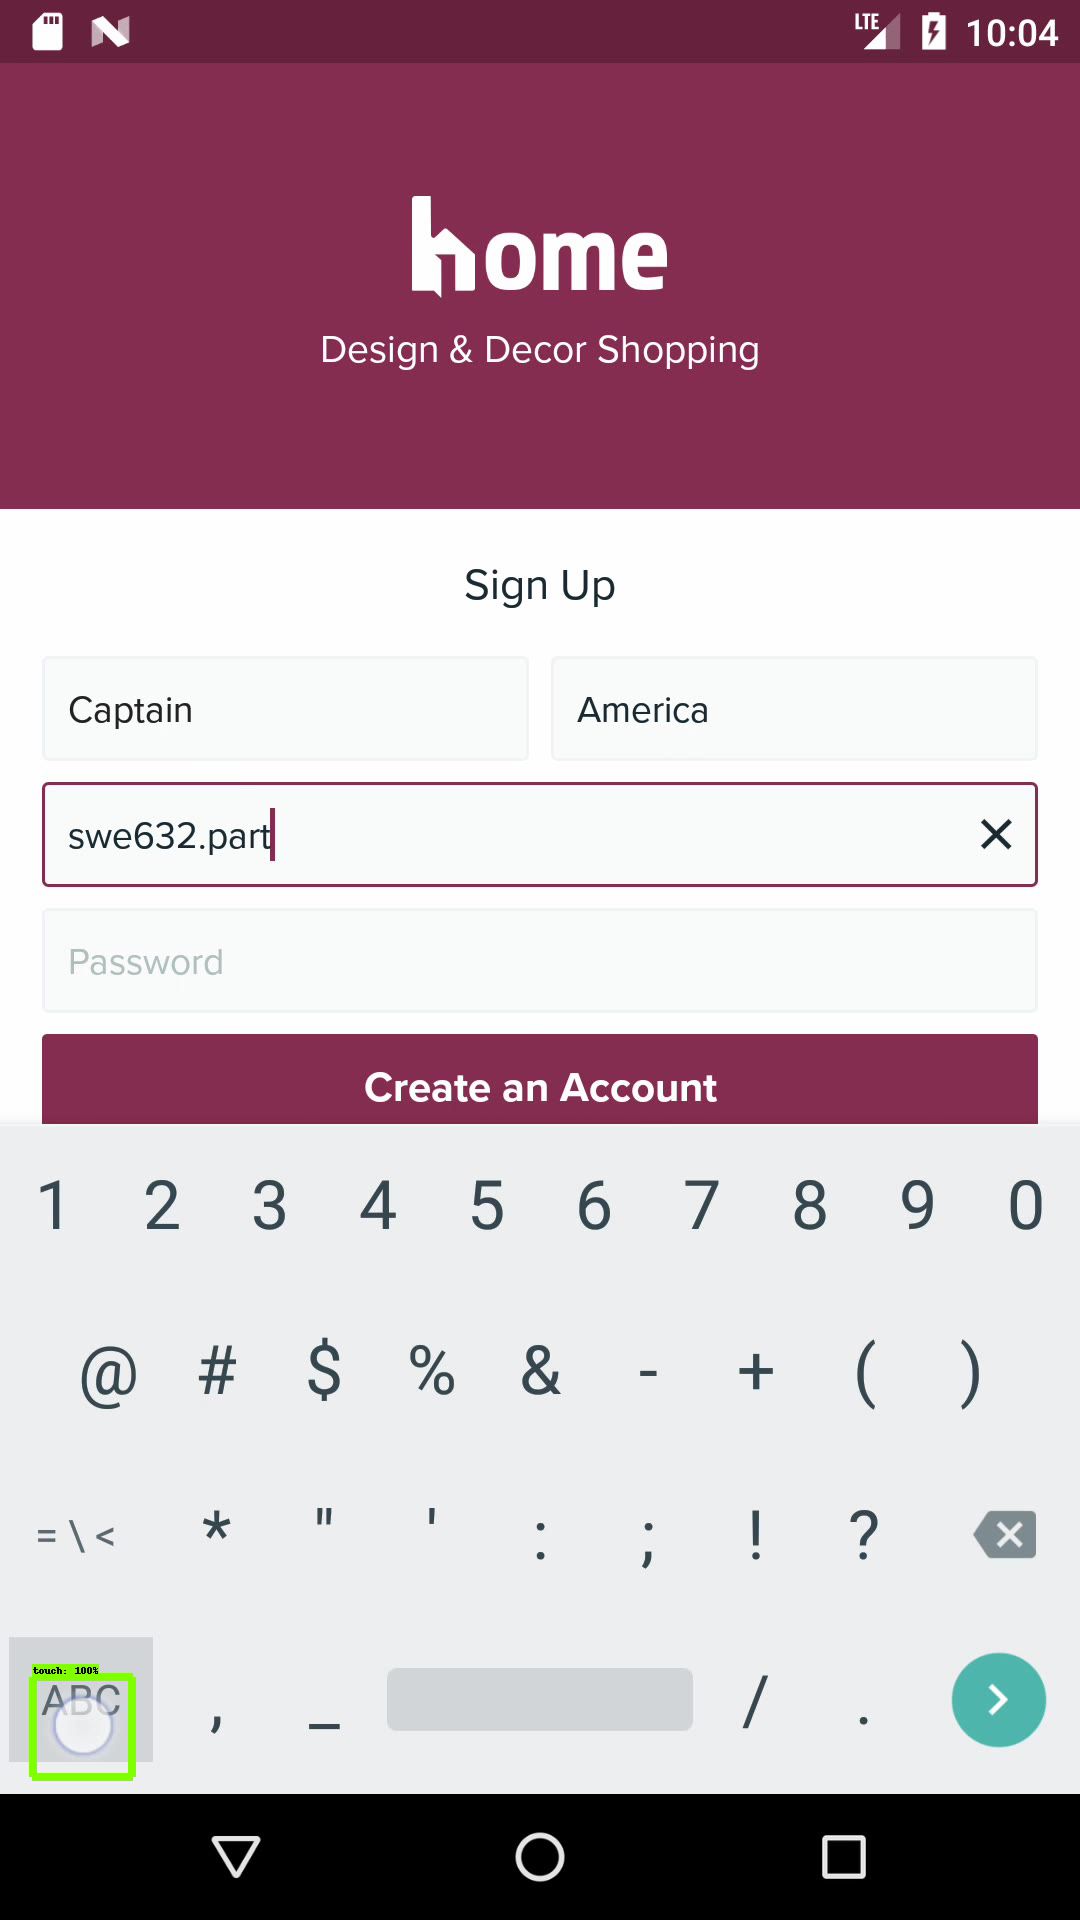 LTE 10:04
home
Design & Decor Shopping
Sign Up
Captain America
swe632.part
Password
Create an Account
1 2 3 4 5 6 7 8 9 0
@ # $ % & - + ( )
= \ < * " ' : ; ! ?
touch: 100%
ABC , _ / .